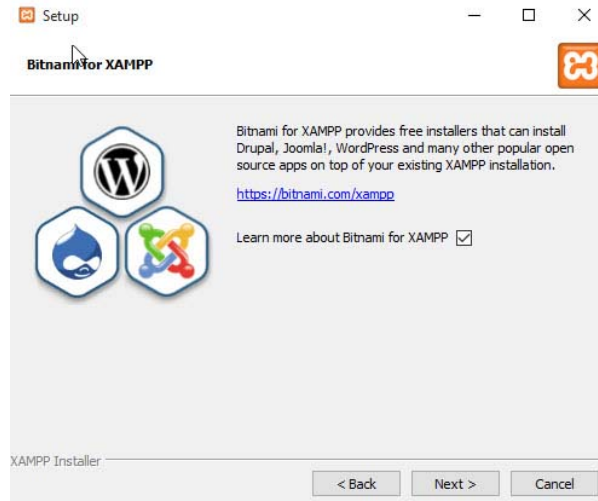 Setup
Bitnami for XAMPP
Bitnami for XAMPP provides free installers that can install
Drupal, Joomla!, WordPress and many other popular open
source apps on top of your existing XAMPP installation.
https://bitnami.com/xampp
Learn more about Bitnami for XAMPP
XAMPP Installer
< Back
Next >
Cancel